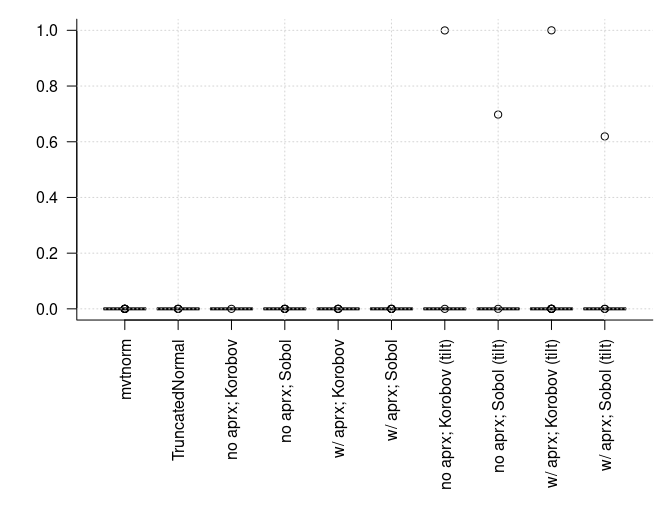 1.0
0.8
0.6
0.4
0.2
0.0
mvtnorm
TruncatedNormal
no aprx; Korobov
no aprx; Sobol
w/ aprx; Korobov
w/ aprx; Sobol
no aprx; Korobov (tilt)
no aprx; Sobol (tilt)
w/ aprx; Korobov (tilt)
w/ aprx; Sobol (tilt)